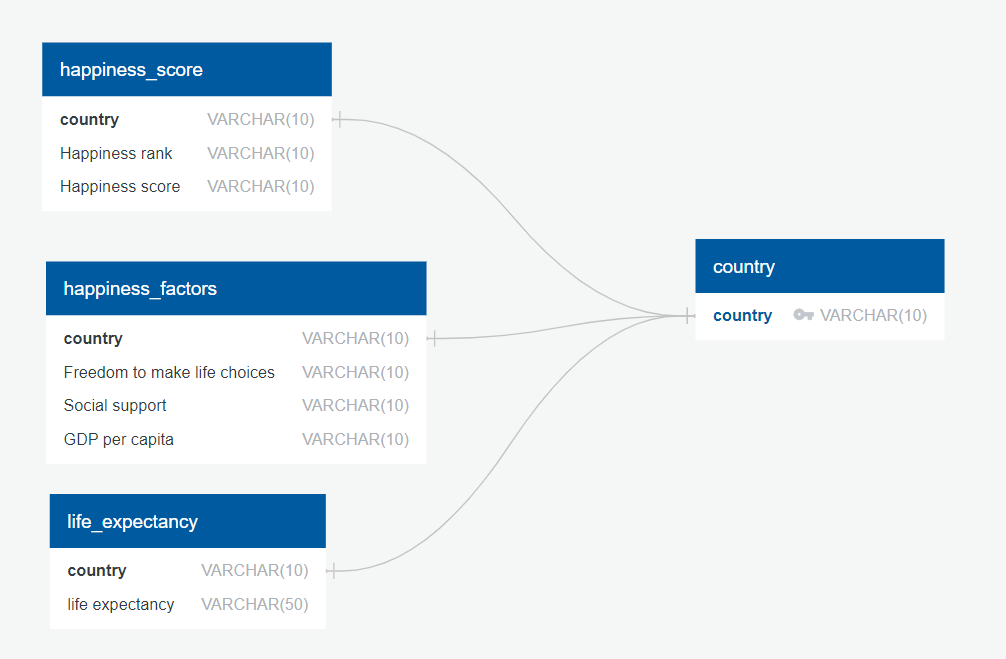 happiness_score
country VARCHAR(10)
Happiness rank VARCHAR(10)
Happiness score VARCHAR(10)
happiness_factors
country VARCHAR(10)
Freedom to make life choices VARCHAR(10)
Social support VARCHAR(10)
GDP per capita VARCHAR(10)
life_expectancy
country VARCHAR(10)
life expectancy VARCHAR(50)
country
country VARCHAR(10)